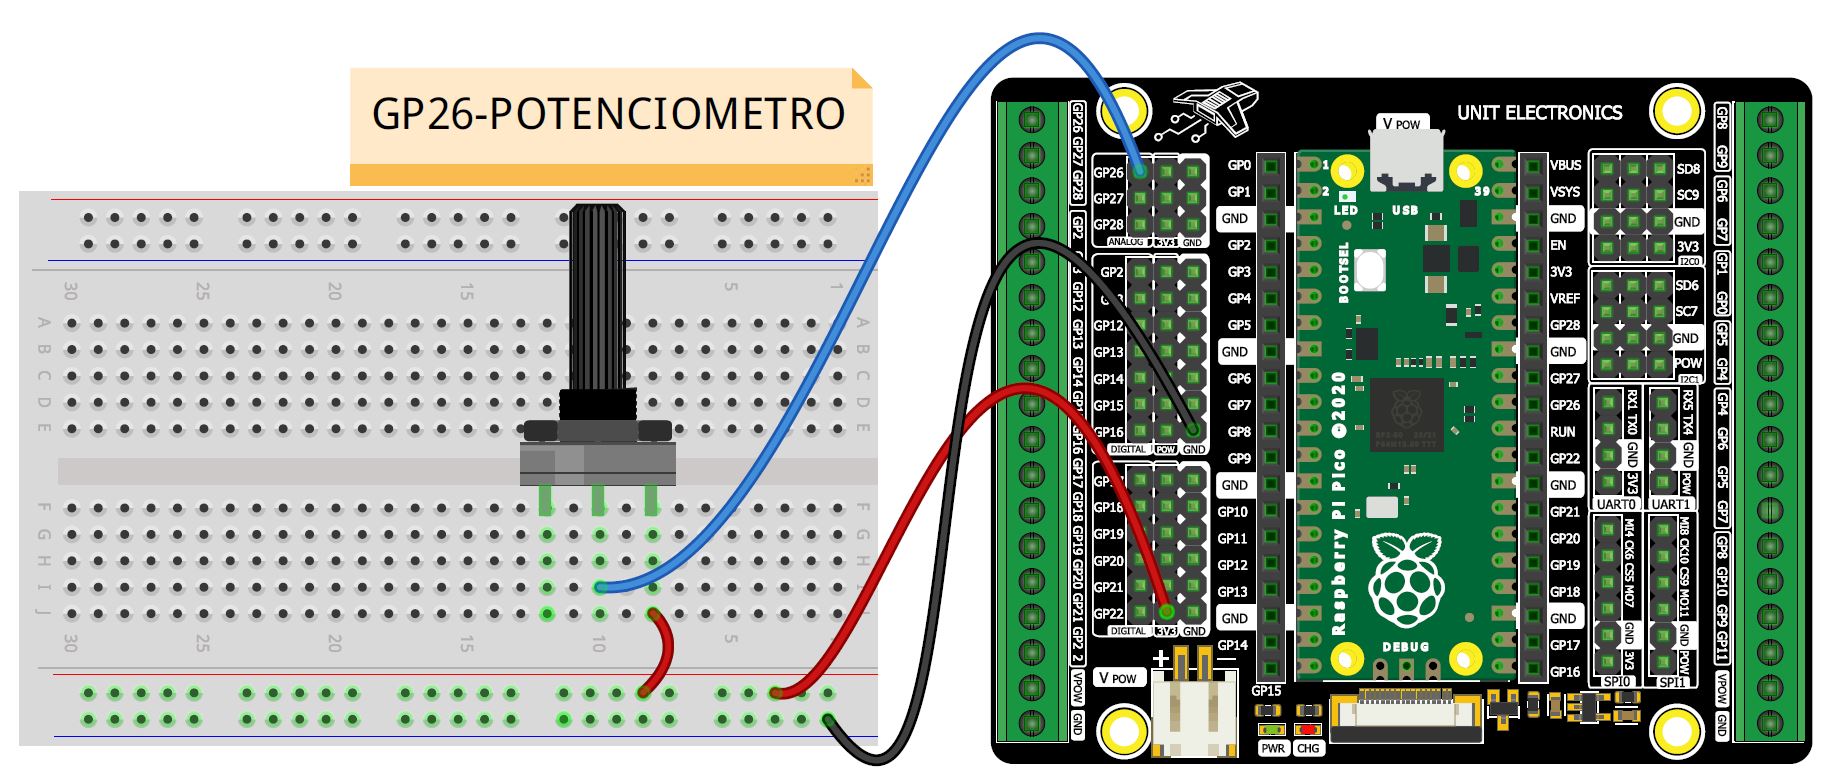 GP26-POTENCIOMETRO
30 25 20 15 10 5 1
A A
B B
C C
D D
E E
F F
G G
H H
I I
J
30 25 20 15 10 5
UNIT ELECTRONICS
V POW
GP26
GP27
GP28
ANALOG 3V3 GND
GP2
GP12
GP13
GP14
GP15
GP16
DIGITAL POW GND
GP18
GP19
GP20
GP21
GP22
DIGITAL 3V3 GND
+ −
V POW
GP26 GP27 GP28 GP2 GP12 GP13 GP14 GP16 GP17 GP18 GP19 GP20 GP21 GP2 2 VPOW GND
GP0
GP1
GND
GP2
GP3
GP4
GP5
GND
GP6
GP7
GP8
GP9
GND
GP10
GP11
GP12
GP13
GND
GP14
GP15
1
2
39
LED
USB
BOOTSEL
Raspberry Pi Pico ©2020
DEBUG
VBUS
VSYS
GND
EN
3V3
VREF
GP28
GND
GP27
GP26
RUN
GP22
GND
GP21
GP20
GP19
GP18
GND
GP17
GP16
SD8
SC9
GND
3V3
I2C0
SD6
SC7
GND
POW
I2C1
RX1 TX0 GND 3V3
UART0
RX5 TX4 GND POW
UART1
MI4 CK6 CS5 MO7 GND 3V3
SPI0
MI8 CK10 CS9 MO11 GND POW
SPI1
GP8 GP9 GP6 GP7 GP1 GP0 GP5 GP4 GP4 GP6 GP5 GP7 GP8 GP10 GP9 GP11 VPOW GND
PWR CHG